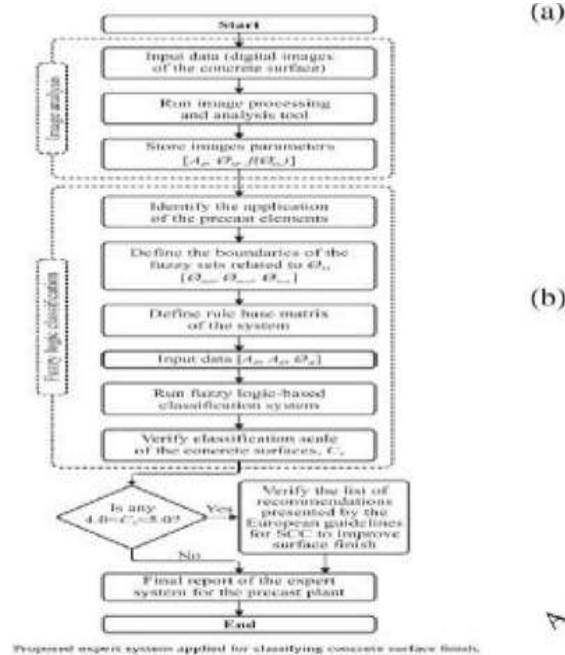 (a)
Start
Image analysis
Input data (digital images
of the concrete surface)
Run image processing
and analysis tool
Store images parameters
Fuzzy logic classification
Identify the application
of the precast elements
Define the boundaries of the
fuzzy sets related to
(b)
Define rule base matrix
of the system
Input data
Run fuzzy logic-based
classification system
Verify classification scale
of the concrete surfaces,
Is any
Yes
No
Verify the list of
recommendations
presented by the
European guidelines
for SCC to improve
surface finish
Final report of the expert
system for the precast plant
End
A
Proposed expert system applied for classifying concrete surface finish.